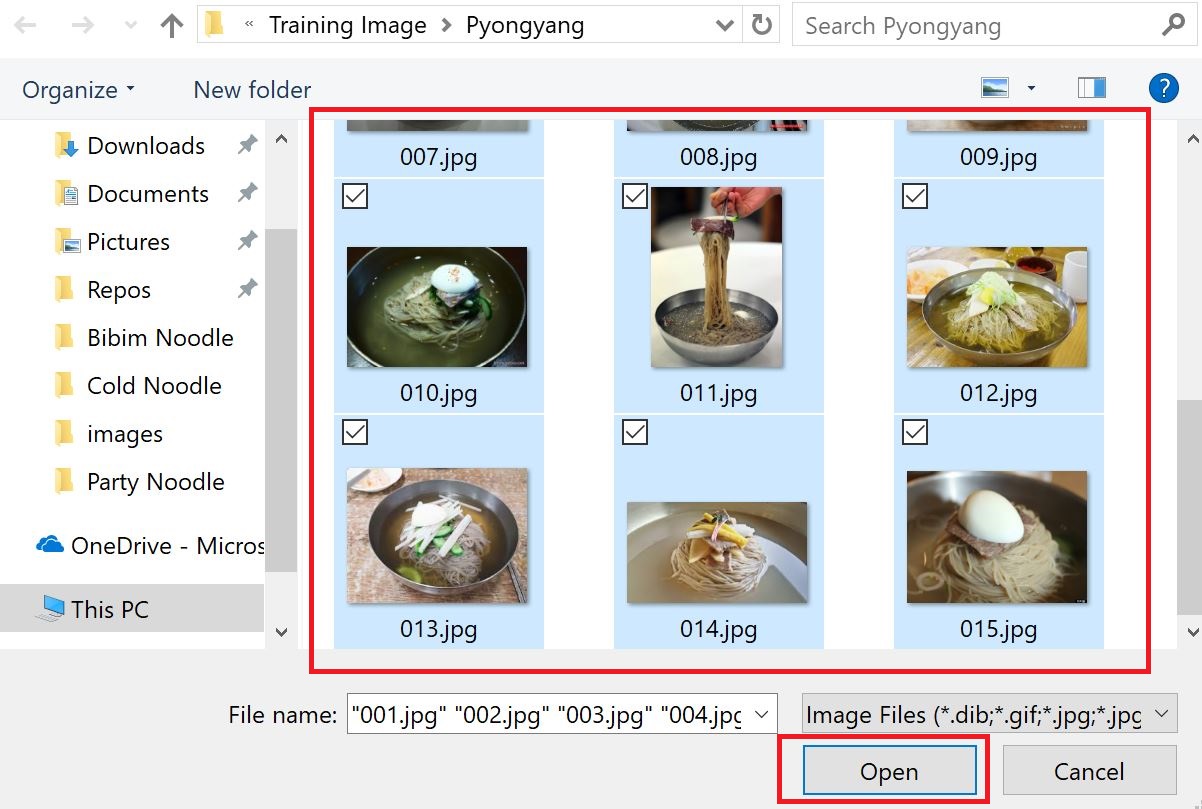 « Training Image > Pyongyang
Search Pyongyang
Organize
New folder
?
Downloads
Documents
Pictures
Repos
Bibim Noodle
Cold Noodle
images
Party Noodle
OneDrive - Micros
This PC
007.jpg 008.jpg 009.jpg
010.jpg 011.jpg 012.jpg
013.jpg 014.jpg 015.jpg
File name: "001.jpg" "002.jpg" "003.jpg" "004.jpg
Image Files (*.dib;*.gif;*.jpg;*.jpg
Open
Cancel